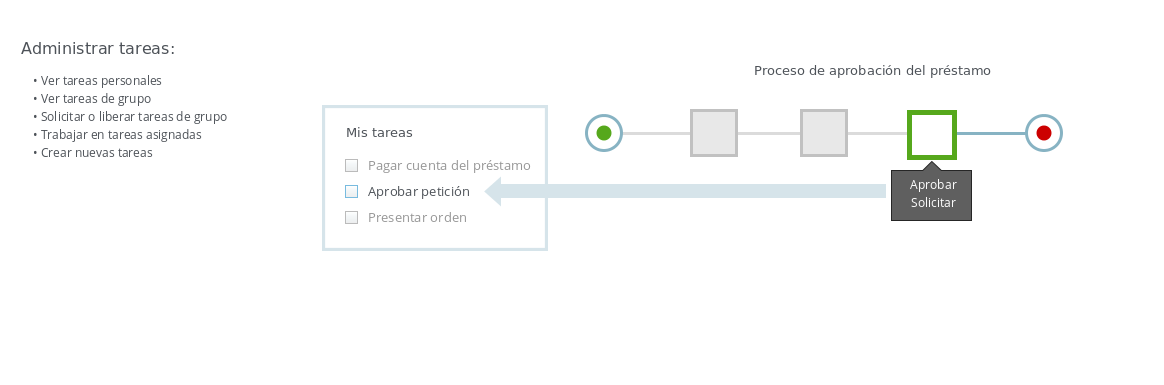 Administrar tareas:
• Ver tareas personales
• Ver tareas de grupo
• Solicitar o liberar tareas de grupo
• Trabajar en tareas asignadas
• Crear nuevas tareas
Mis tareas
Pagar cuenta del préstamo
Aprobar petición
Presentar orden
Proceso de aprobación del préstamo
Aprobar
Solicitar